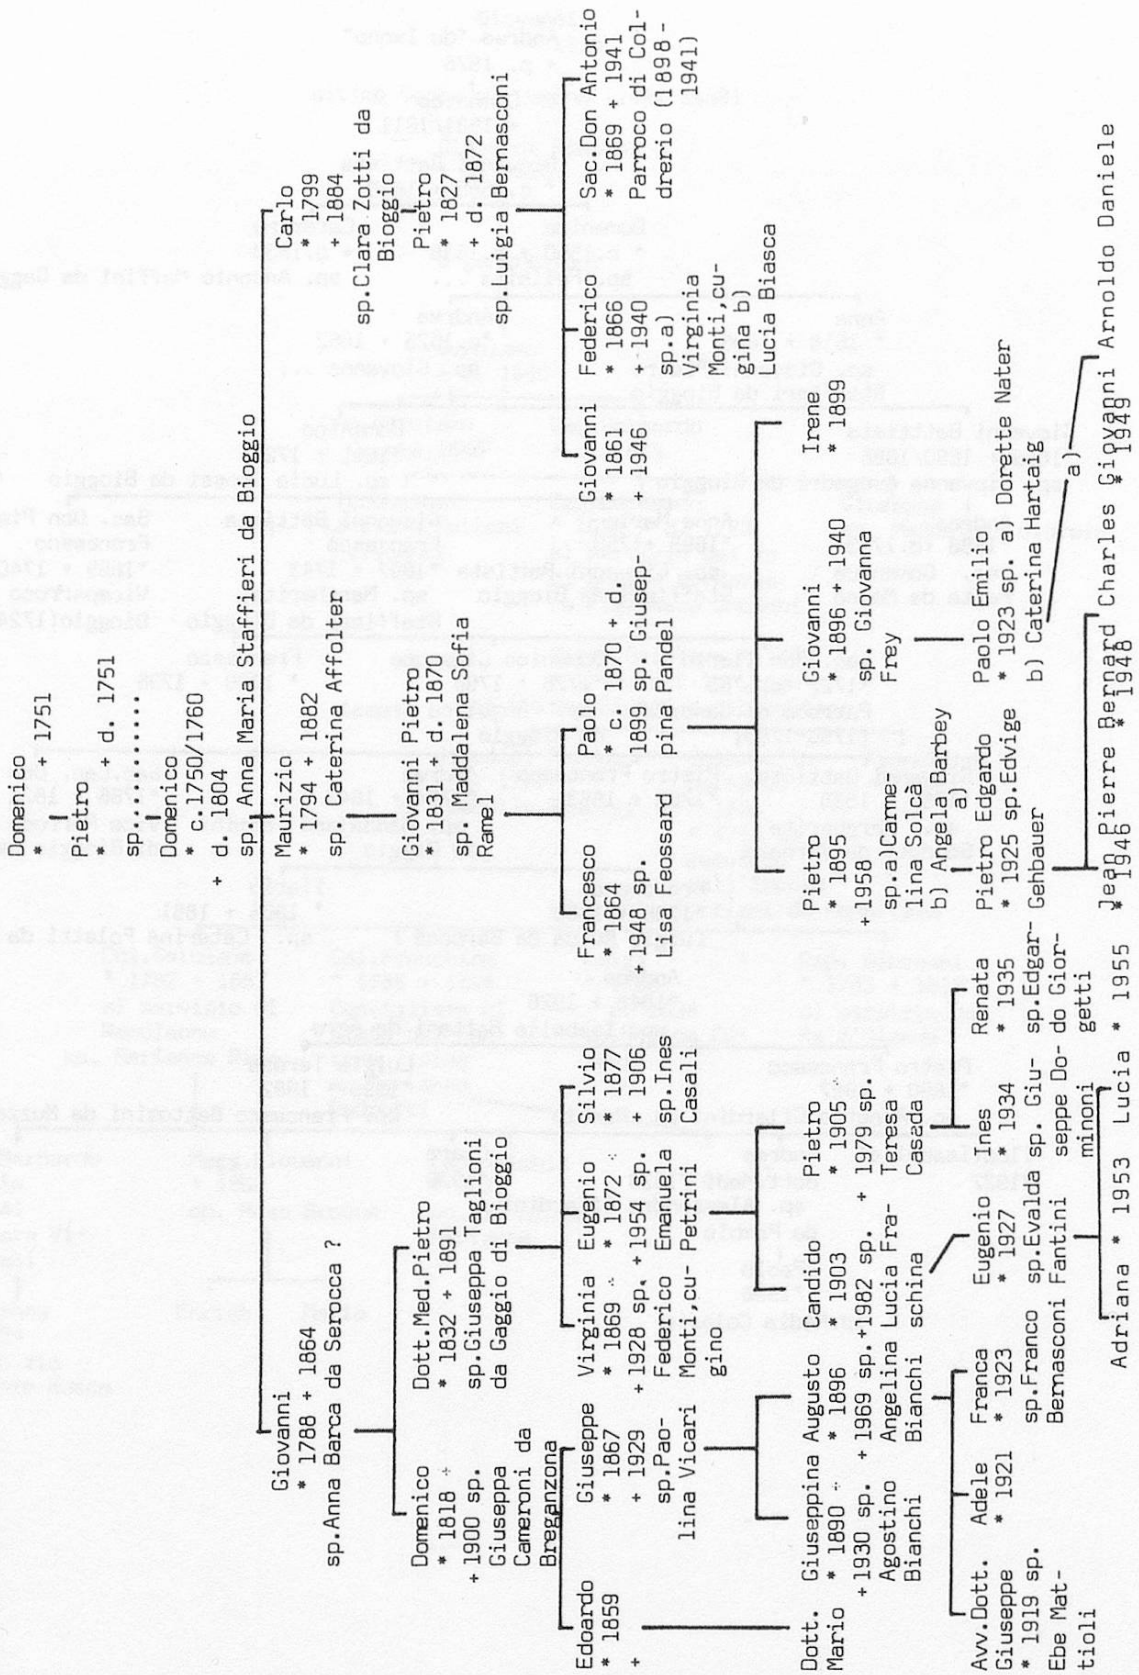 Domenico
* + 1751
Pietro
* + d. 1751
sp.........
Domenico
* c.1750/1760
+ d.1804
sp.Anna Maria Staffieri da Bioggio
Giovanni
* 1788 + 1864
sp.Anna Barca da Serocca ?
Maurizio
* 1794 + 1882
sp.Caterina Affolter
Carlo
* 1799
+ 1884
sp.Clara Zotti da
Bioggio
Domenico
* 1818 +
+ 1900 sp.
Giuseppa
Cameroni da
Breganzona
Dott.Med.Pietro
* 1832 + 1891
sp.Giuseppa Taglioni
da Gaggio di Bioggio
Giovanni Pietro
* 1831+ d. 1870
sp. Madalena Sofia
Ramel
Pietro
* 1827
+ d. 1872
sp.Luigia Bernasconi
Edoardo
* 1859
+
Giuseppe
* 1867
+ 1929
sp.Pao-
lina Vicari
Virginia
* 1869
+ 1928 sp.
Federico
Monti,cu-
gino
Eugenio
* 1872
+ 1954 sp.
Emanuela
Petrini
Silvio
* 1877
+ 1906
sp.Ines
Casali
Francesco
* 1864
+ 1948 sp.
Lisa Feossard
Paolo
* c. 1870 + d.
1899 sp.Giusep-
pina Paadel
Giovanni
* 1861
+ 1946
Federico
* 1866
+ 1940
sp.a)
Virginia
Monti,cu-
gina b)
Lucia Biasca
Sac.Don Antonio
* 1869 + 1941
Parroco di Col-
drerio (1898 -
1941)
Dott.
Mario
Giuseppina
* 1890 +
+1930 sp.
Agostino
Bianchi
Augusto
* 1896
+ 1969 sp.
Angelina
Bianchi
Candido
* 1903
+1982 sp.
Lucia Fra-
schina
Pietro
* 1905
+ 1979 sp.
Teresa
Casada
Pietro
* 1895
+ 1958
sp.a)Carme-
lina Solcà
b) Angela Barbey
a)
Giovanni
* 1896 + 1940
sp. Giovanna
Frey
Irene
* 1899
Avv.Dott.
Giuseppe
* 1919 sp.
Ebe Mat-
tioli
Adele
* 1921
Franca
* 1923
sp.Franco
Bernasconi
Eugenio
* 1927
sp.Evalda
Fantini
Ines
* 1934
sp. Giu-
seppe Do-
minoni
Renata
* 1935
sp.Edgar-
do Gior-
getti
Pietro Edgardo
* 1925 sp.Edvige
Gehbauer
Paolo Emilio
* 1923 sp. a) Dorette Nater
b) Caterina Hartaig
a)
Adriana
* 1953
Lucia
* 1955
Jean Pierre
* 1946
Bernard
* 1948
Charles Giovanni
* 1949
Arnoldo Daniele